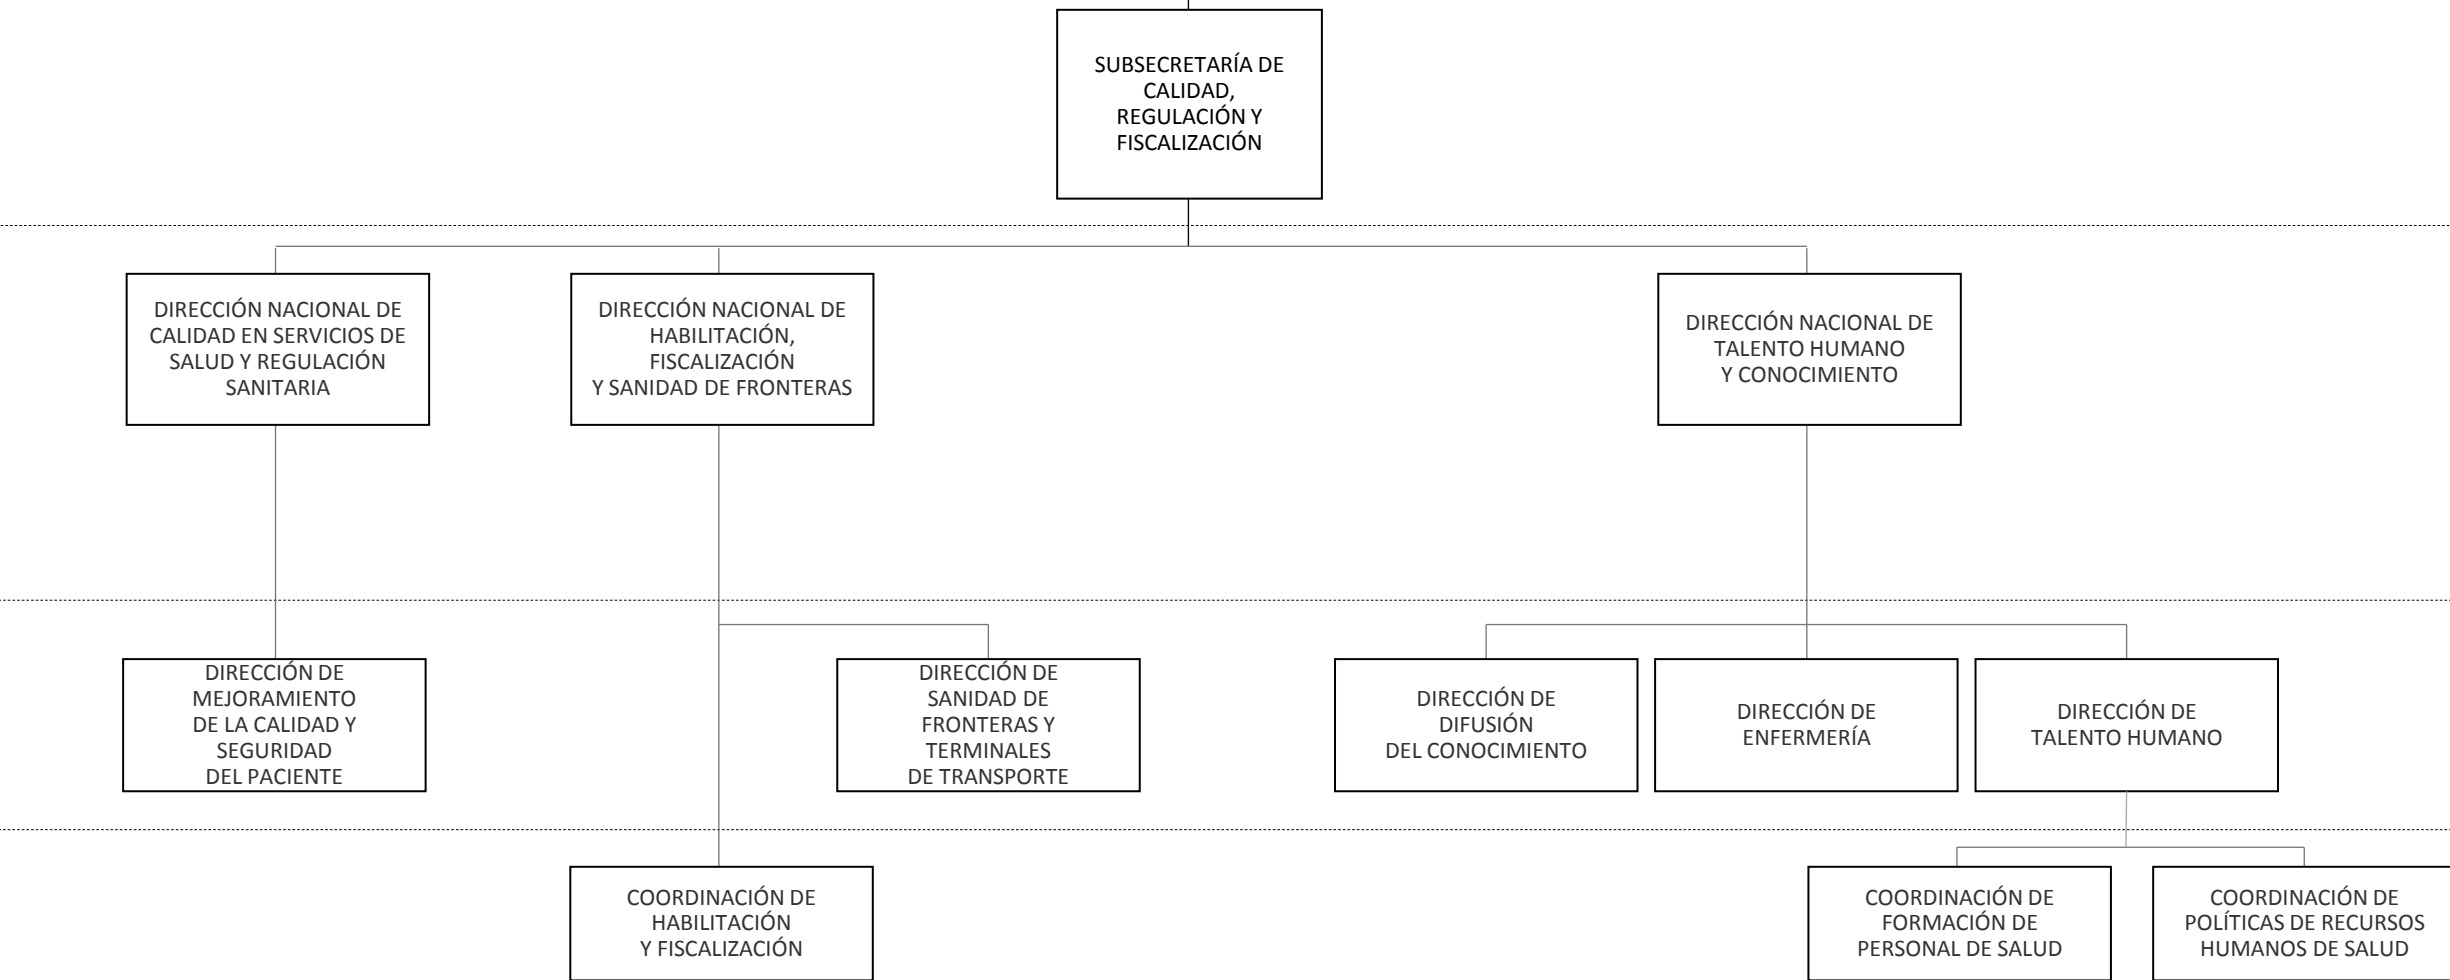 SUBSECRETARÍA DE
CALIDAD,
REGULACIÓN Y
FISCALIZACIÓN
DIRECCIÓN NACIONAL DE
CALIDAD EN SERVICIOS DE
SALUD Y REGULACIÓN
SANITARIA
DIRECCIÓN NACIONAL DE
HABILITACIÓN,
FISCALIZACIÓN
Y SANIDAD DE FRONTERAS
DIRECCIÓN NACIONAL DE
TALENTO HUMANO
Y CONOCIMIENTO
DIRECCIÓN DE
MEJORAMIENTO
DE LA CALIDAD Y
SEGURIDAD
DEL PACIENTE
DIRECCIÓN DE
SANIDAD DE
FRONTERAS Y
TERMINALES
DE TRANSPORTE
DIRECCIÓN DE
DIFUSIÓN
DEL CONOCIMIENTO
DIRECCIÓN DE
ENFERMERÍA
DIRECCIÓN DE
TALENTO HUMANO
COORDINACIÓN DE
HABILITACIÓN
Y FISCALIZACIÓN
COORDINACIÓN DE
FORMACIÓN DE
PERSONAL DE SALUD
COORDINACIÓN DE
POLÍTICAS DE RECURSOS
HUMANOS DE SALUD